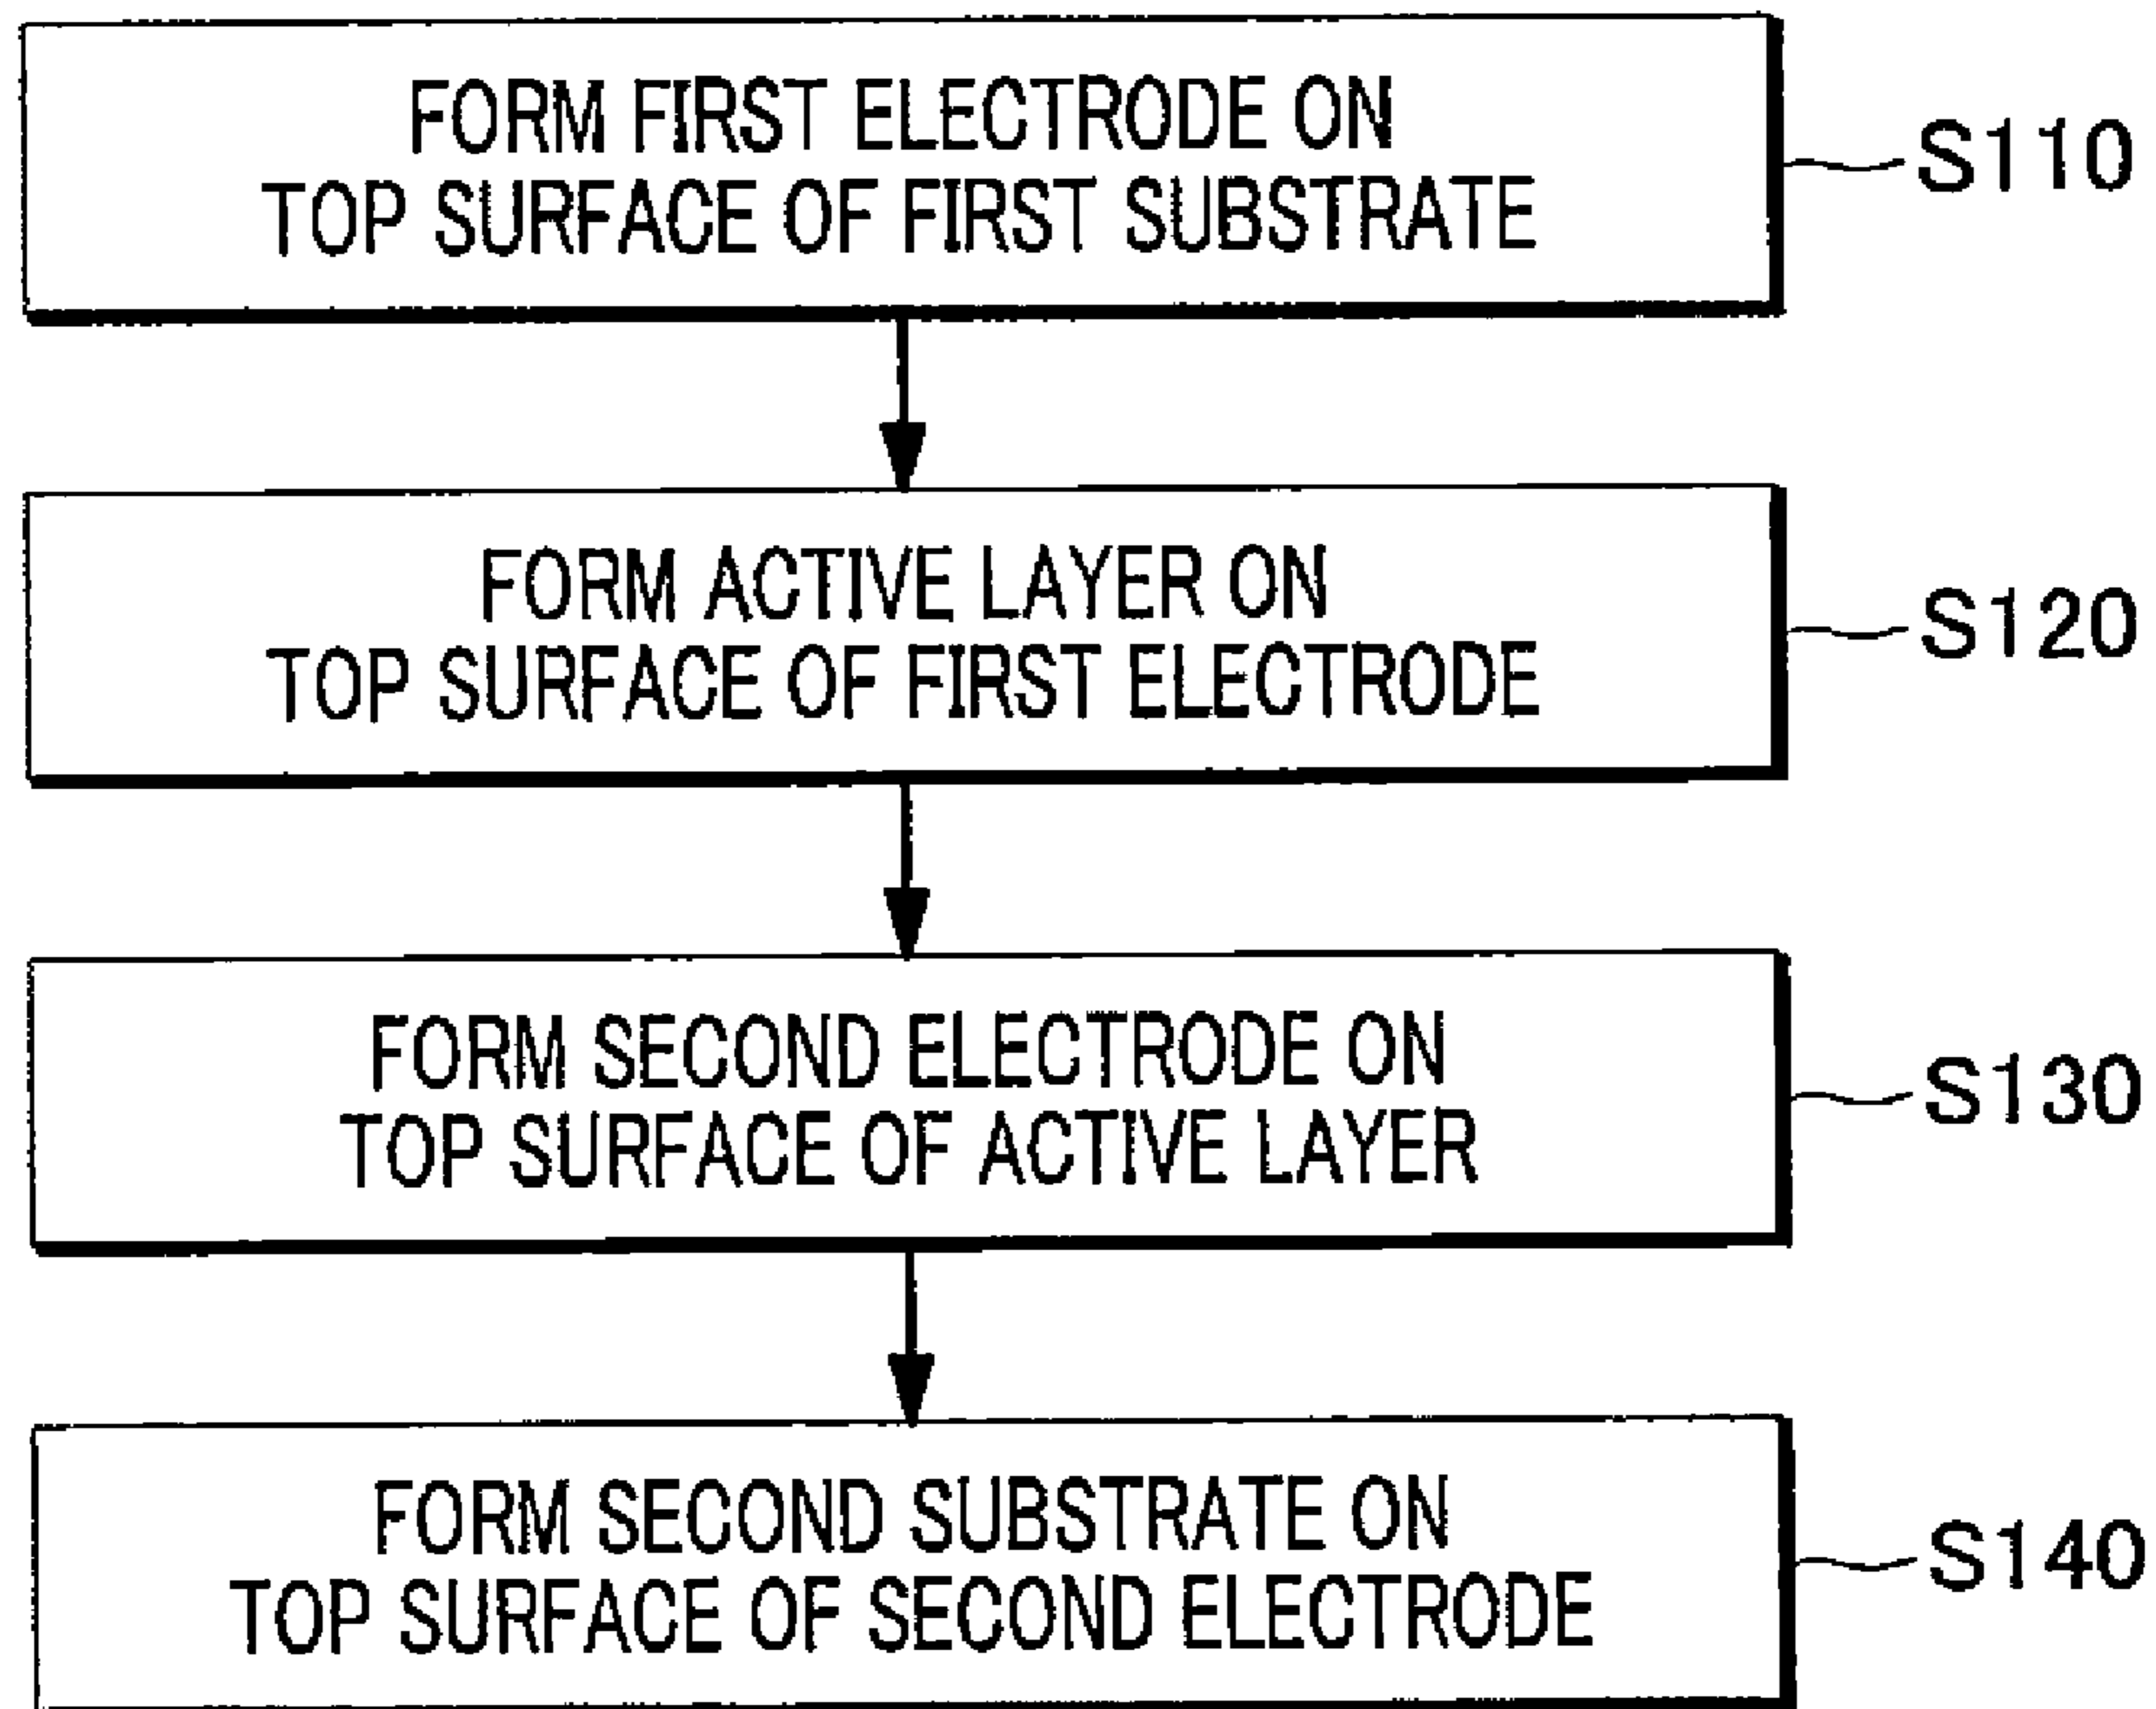 FORM FIRST ELECTRODE ON
TOP SURFACE OF FIRST SUBSTRATE
S110
FORM ACTIVE LAYER ON
TOP SURFACE OF FIRST ELECTRODE
S120
FORM SECOND ELECTRODE ON
TOP SURFACE OF ACTIVE LAYER
S130
FORM SECOND SUBSTRATE ON
TOP SURFACE OF SECOND ELECTRODE
S140